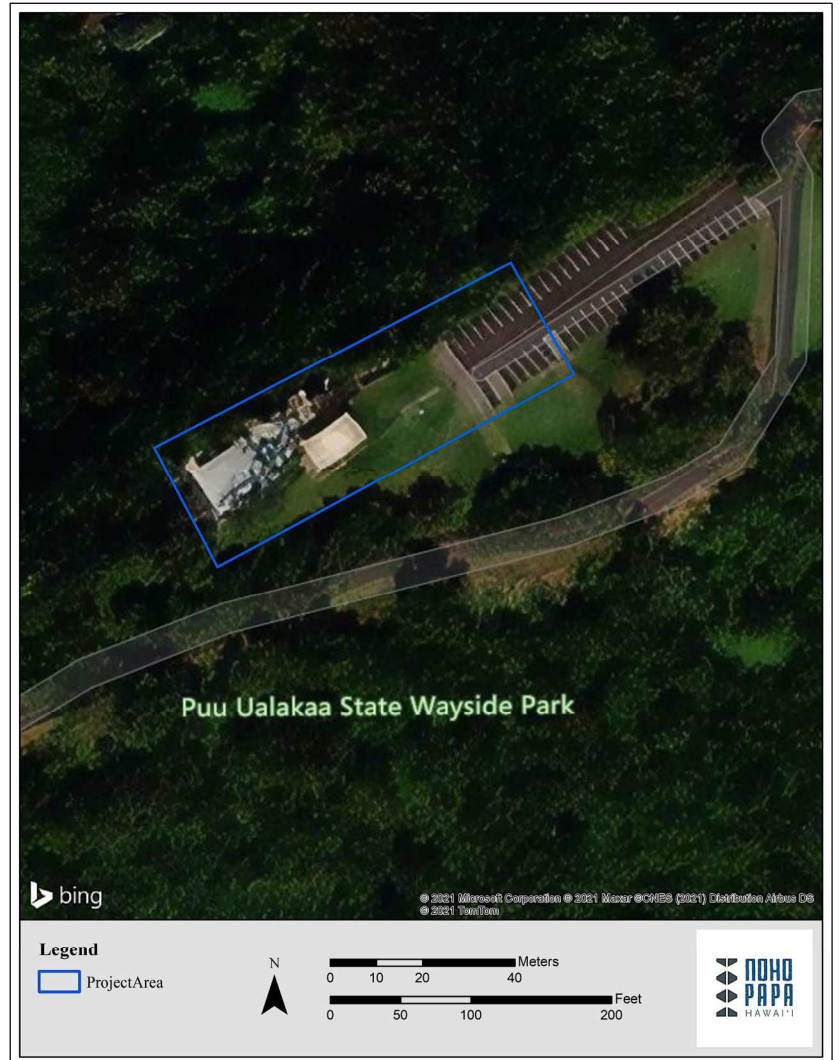 Puu Ualakaa State Wayside Park
bing
© 2021 Microsoft Corporation © 2021 Maxar ©CNES (2021) Distribution Airbus DS
© 2021 TomTom
Legend
ProjectArea
N
Meters
0 10 20 40
Feet
0 50 100 200
NOHO
PAPA
HAWAIʻI